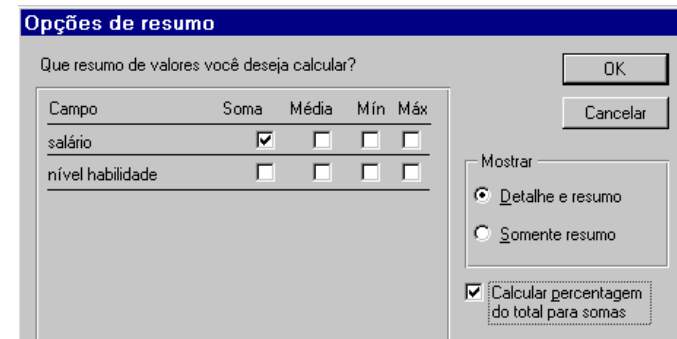 Opções de resumo
Que resumo de valores você deseja calcular?
OK
Cancelar
Campo Soma Média Mín Máx
salário
nível habilidade
Mostrar
Detalhe e resumo
Somente resumo
Calcular percentagem
do total para somas